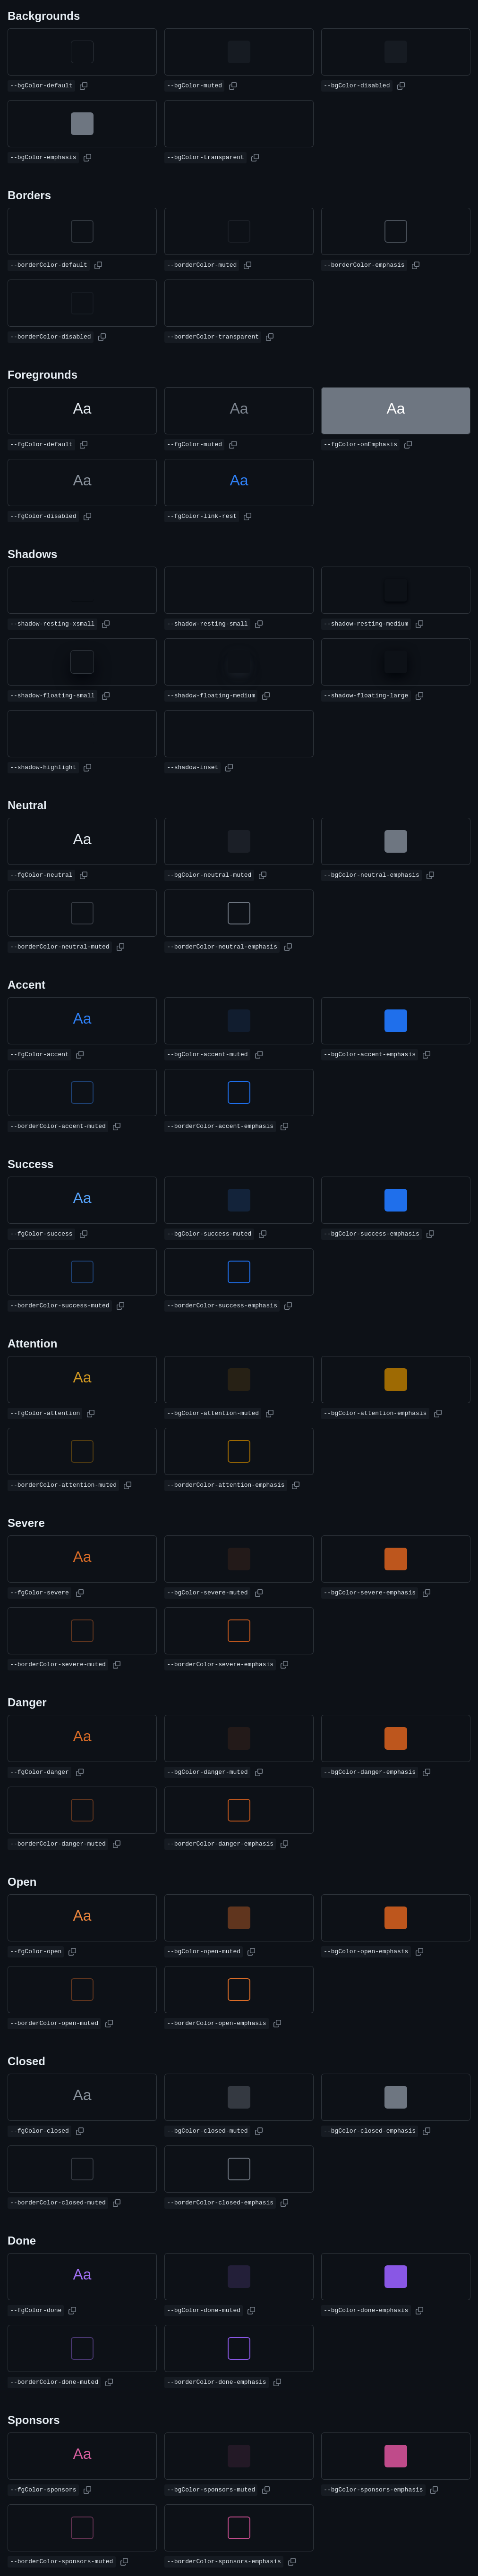 Backgrounds
--bgColor-default --bgColor-muted --bgColor-disabled
--bgColor-emphasis --bgColor-transparent
Borders
--borderColor-default --borderColor-muted --borderColor-emphasis
--borderColor-disabled --borderColor-transparent
Foregrounds
Aa Aa Aa
--fgColor-default --fgColor-muted --fgColor-onEmphasis
Aa Aa
--fgColor-disabled --fgColor-link-rest
Shadows
--shadow-resting-xsmall --shadow-resting-small --shadow-resting-medium
--shadow-floating-small --shadow-floating-medium --shadow-floating-large
--shadow-highlight --shadow-inset
Neutral
Aa
--fgColor-neutral --bgColor-neutral-muted --bgColor-neutral-emphasis
--borderColor-neutral-muted --borderColor-neutral-emphasis
Accent
Aa
--fgColor-accent --bgColor-accent-muted --bgColor-accent-emphasis
--borderColor-accent-muted --borderColor-accent-emphasis
Success
Aa
--fgColor-success --bgColor-success-muted --bgColor-success-emphasis
--borderColor-success-muted --borderColor-success-emphasis
Attention
Aa
--fgColor-attention --bgColor-attention-muted --bgColor-attention-emphasis
--borderColor-attention-muted --borderColor-attention-emphasis
Severe
Aa
--fgColor-severe --bgColor-severe-muted --bgColor-severe-emphasis
--borderColor-severe-muted --borderColor-severe-emphasis
Danger
Aa
--fgColor-danger --bgColor-danger-muted --bgColor-danger-emphasis
--borderColor-danger-muted --borderColor-danger-emphasis
Open
Aa
--fgColor-open --bgColor-open-muted --bgColor-open-emphasis
--borderColor-open-muted --borderColor-open-emphasis
Closed
Aa
--fgColor-closed --bgColor-closed-muted --bgColor-closed-emphasis
--borderColor-closed-muted --borderColor-closed-emphasis
Done
Aa
--fgColor-done --bgColor-done-muted --bgColor-done-emphasis
--borderColor-done-muted --borderColor-done-emphasis
Sponsors
Aa
--fgColor-sponsors --bgColor-sponsors-muted --bgColor-sponsors-emphasis
--borderColor-sponsors-muted --borderColor-sponsors-emphasis